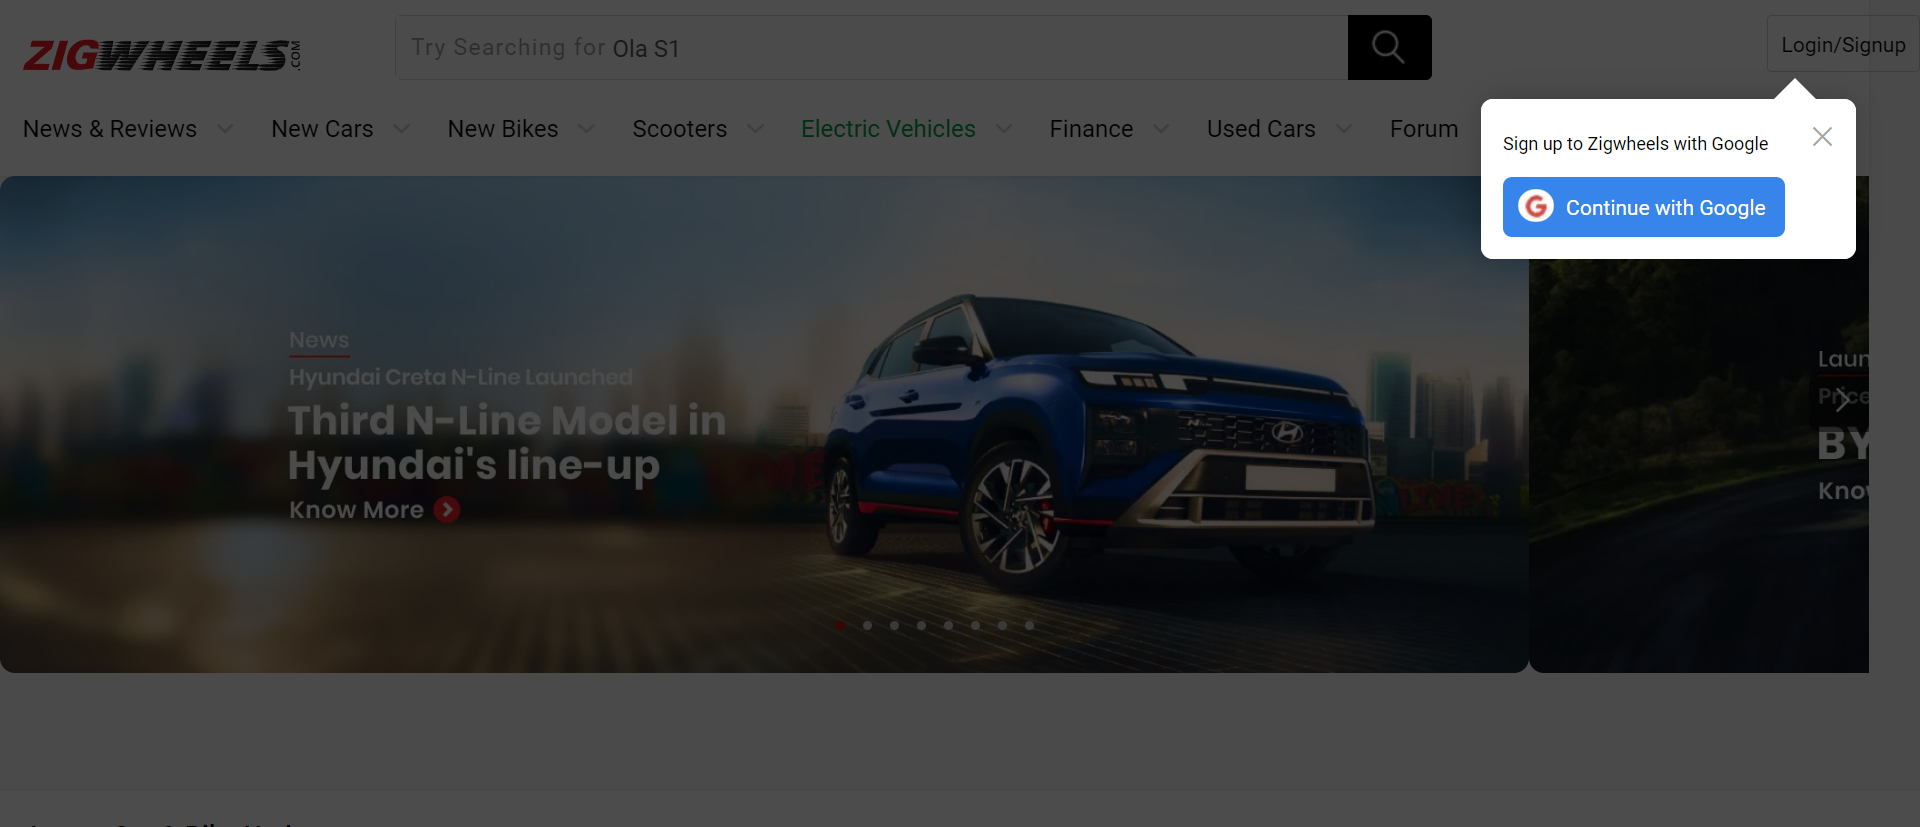 ZIGWHEELS.COM
Try Searching for Ola S1
Login/Signup
News & Reviews
New Cars
New Bikes
Scooters
Electric Vehicles
Finance
Used Cars
Forum
Sign up to Zigwheels with Google
Continue with Google
News
Hyundai Creta N-Line Launched
Third N-Line Model in
Hyundai's line-up
Know More
Laun
Price
BY
Know